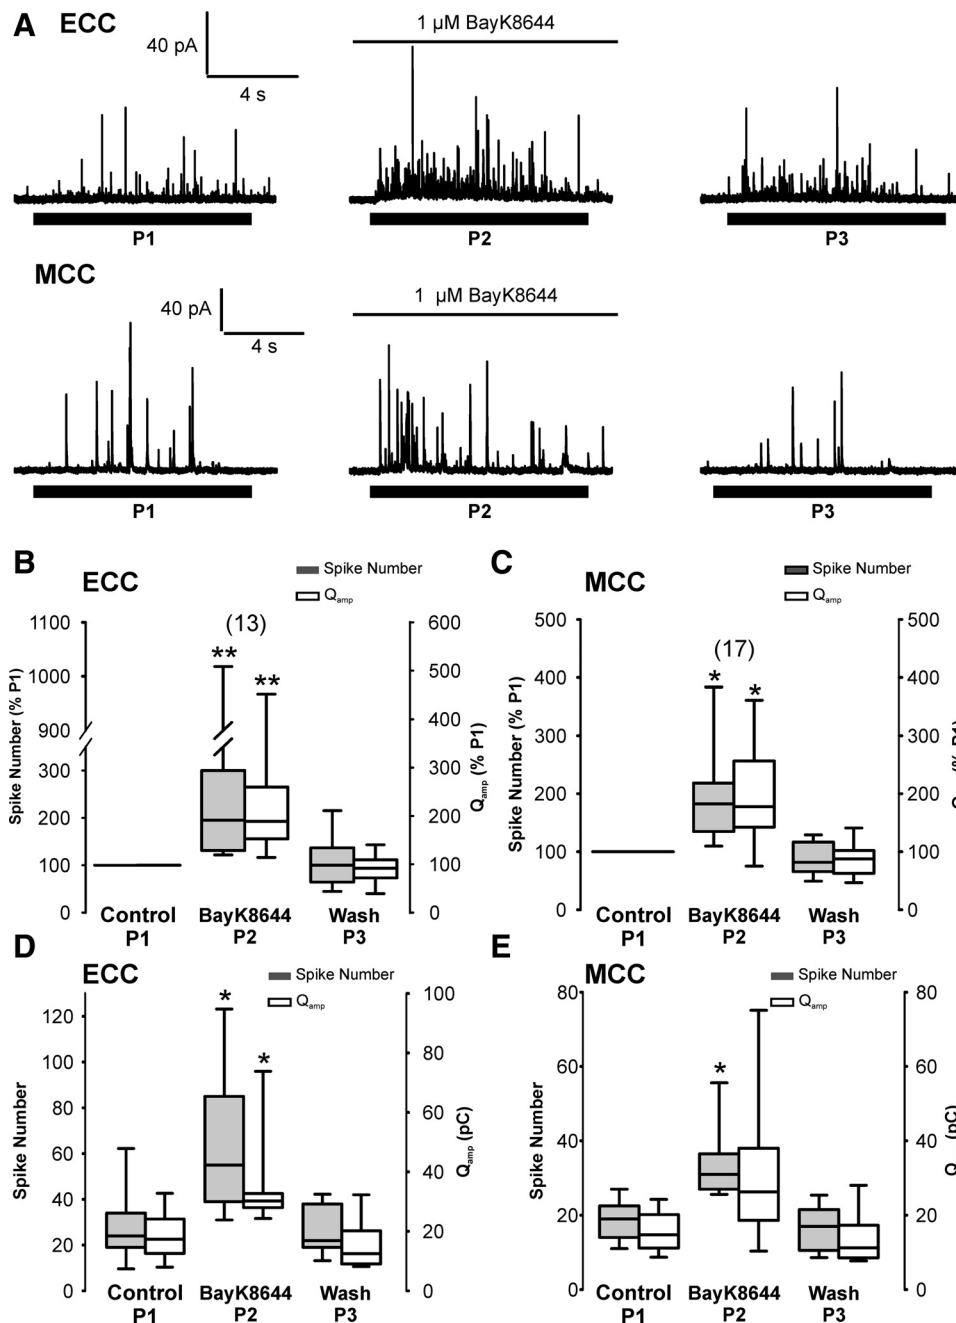 A ECC
1 µM BayK8644
40 pA
4 s
P1 P2 P3
MCC
1 µM BayK8644
40 pA
4 s
P1 P2 P3
B ECC
Spike Number
Qamp
(13)
** **
Spike Number (% P1)
1100
1000
900
300
200
100
0
Qamp (% P1)
600
500
400
300
200
100
0
Control BayK8644 Wash
P1 P2 P3
C MCC
Spike Number
Qamp
(17)
* *
Spike Number (% P1)
500
400
300
200
100
0
500
400
300
200
100
0
Control BayK8644 Wash
P1 P2 P3
D ECC
Spike Number
Qamp
* *
Spike Number
120
100
80
60
40
20
0
Qamp (pC)
100
80
60
40
20
0
Control BayK8644 Wash
P1 P2 P3
E MCC
Spike Number
Qamp
*
Spike Number
80
60
40
20
0
(pC)
80
60
40
20
0
Control BayK8644 Wash
P1 P2 P3